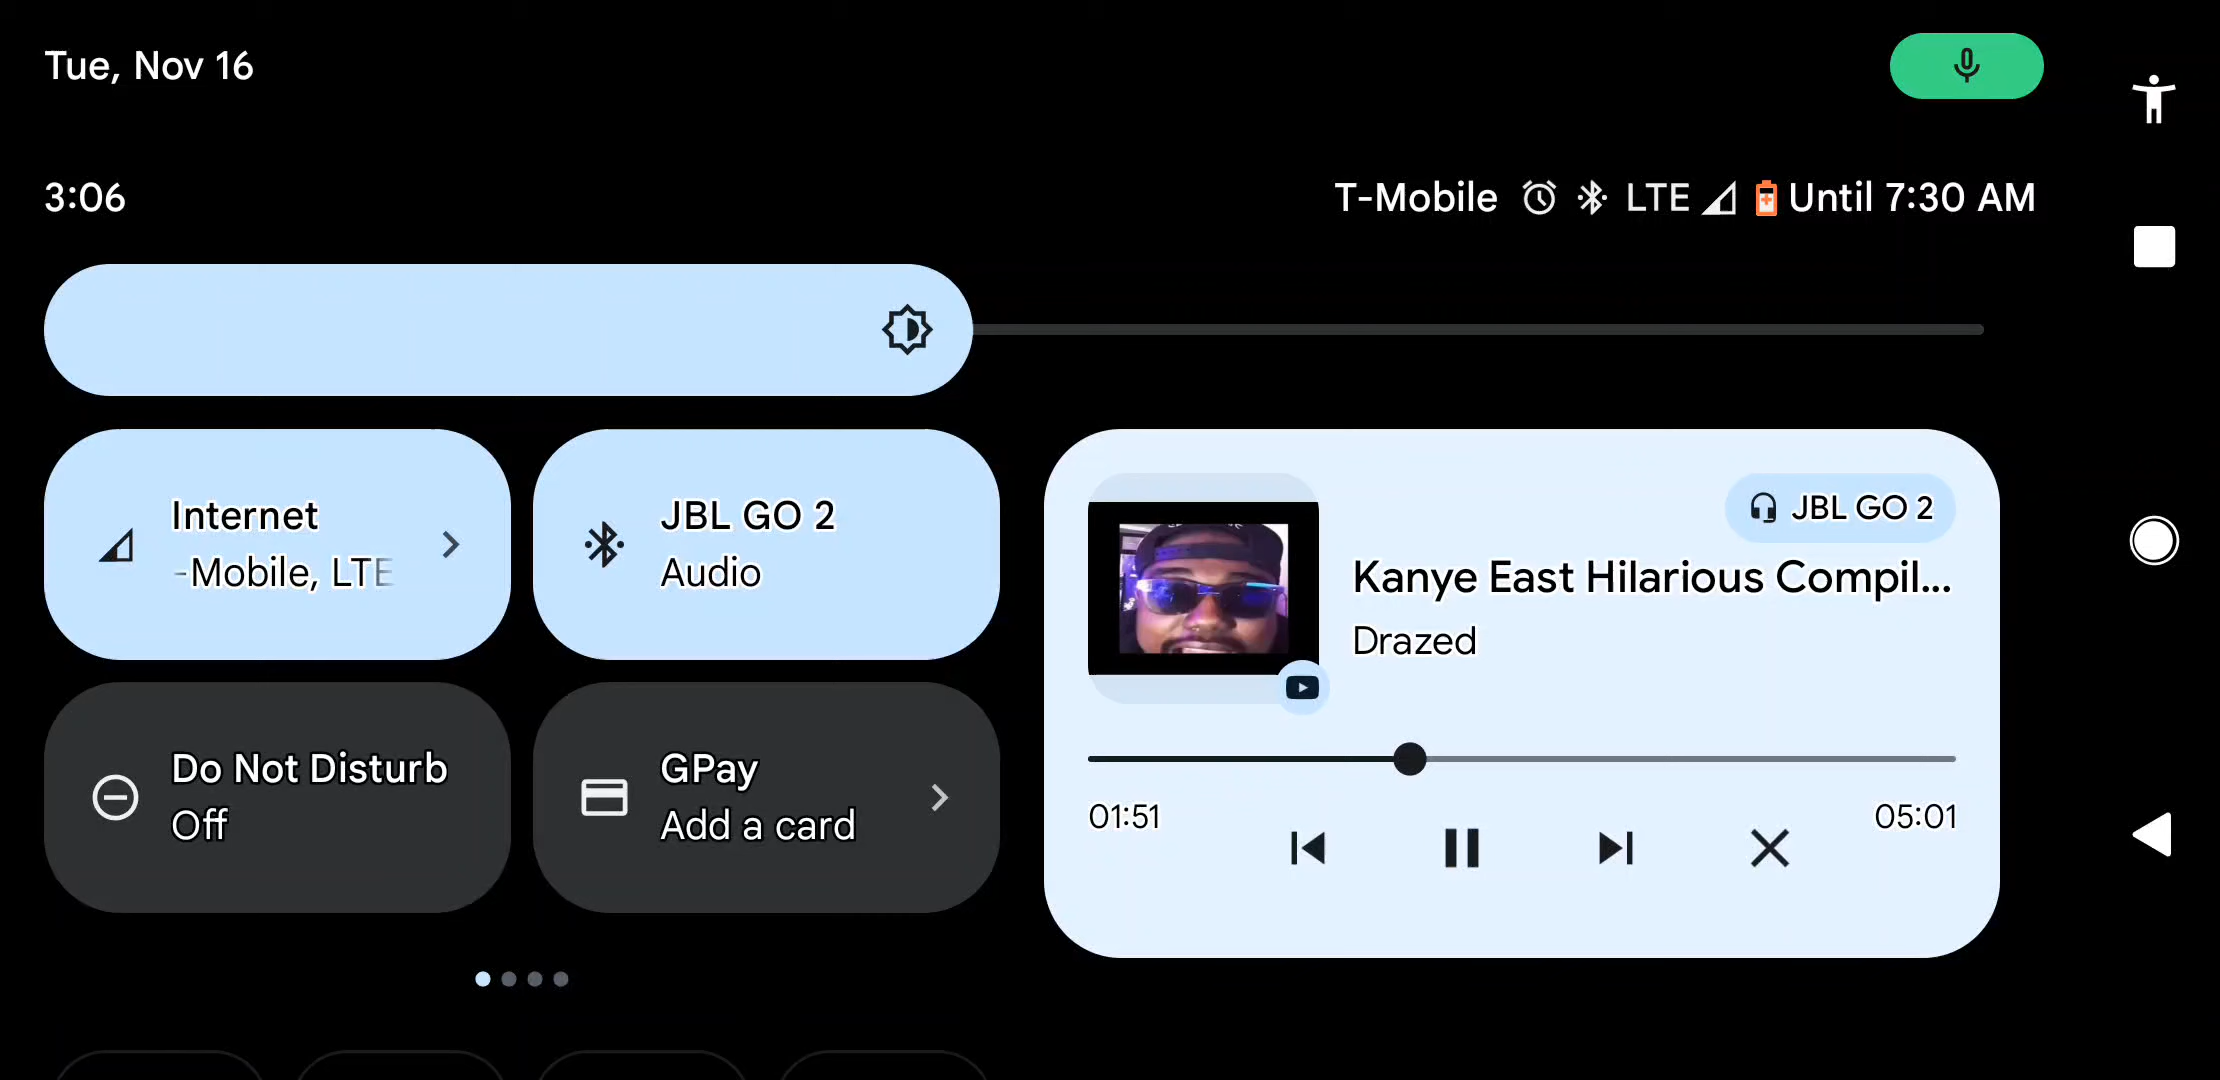 Tue, Nov 16
3:06
T-Mobile LTE Until 7:30 AM
Internet
-Mobile, LTE
JBL GO 2
Audio
Do Not Disturb
Off
GPay
Add a card
JBL GO 2
Kanye East Hilarious Compil...
Drazed
01:51
05:01